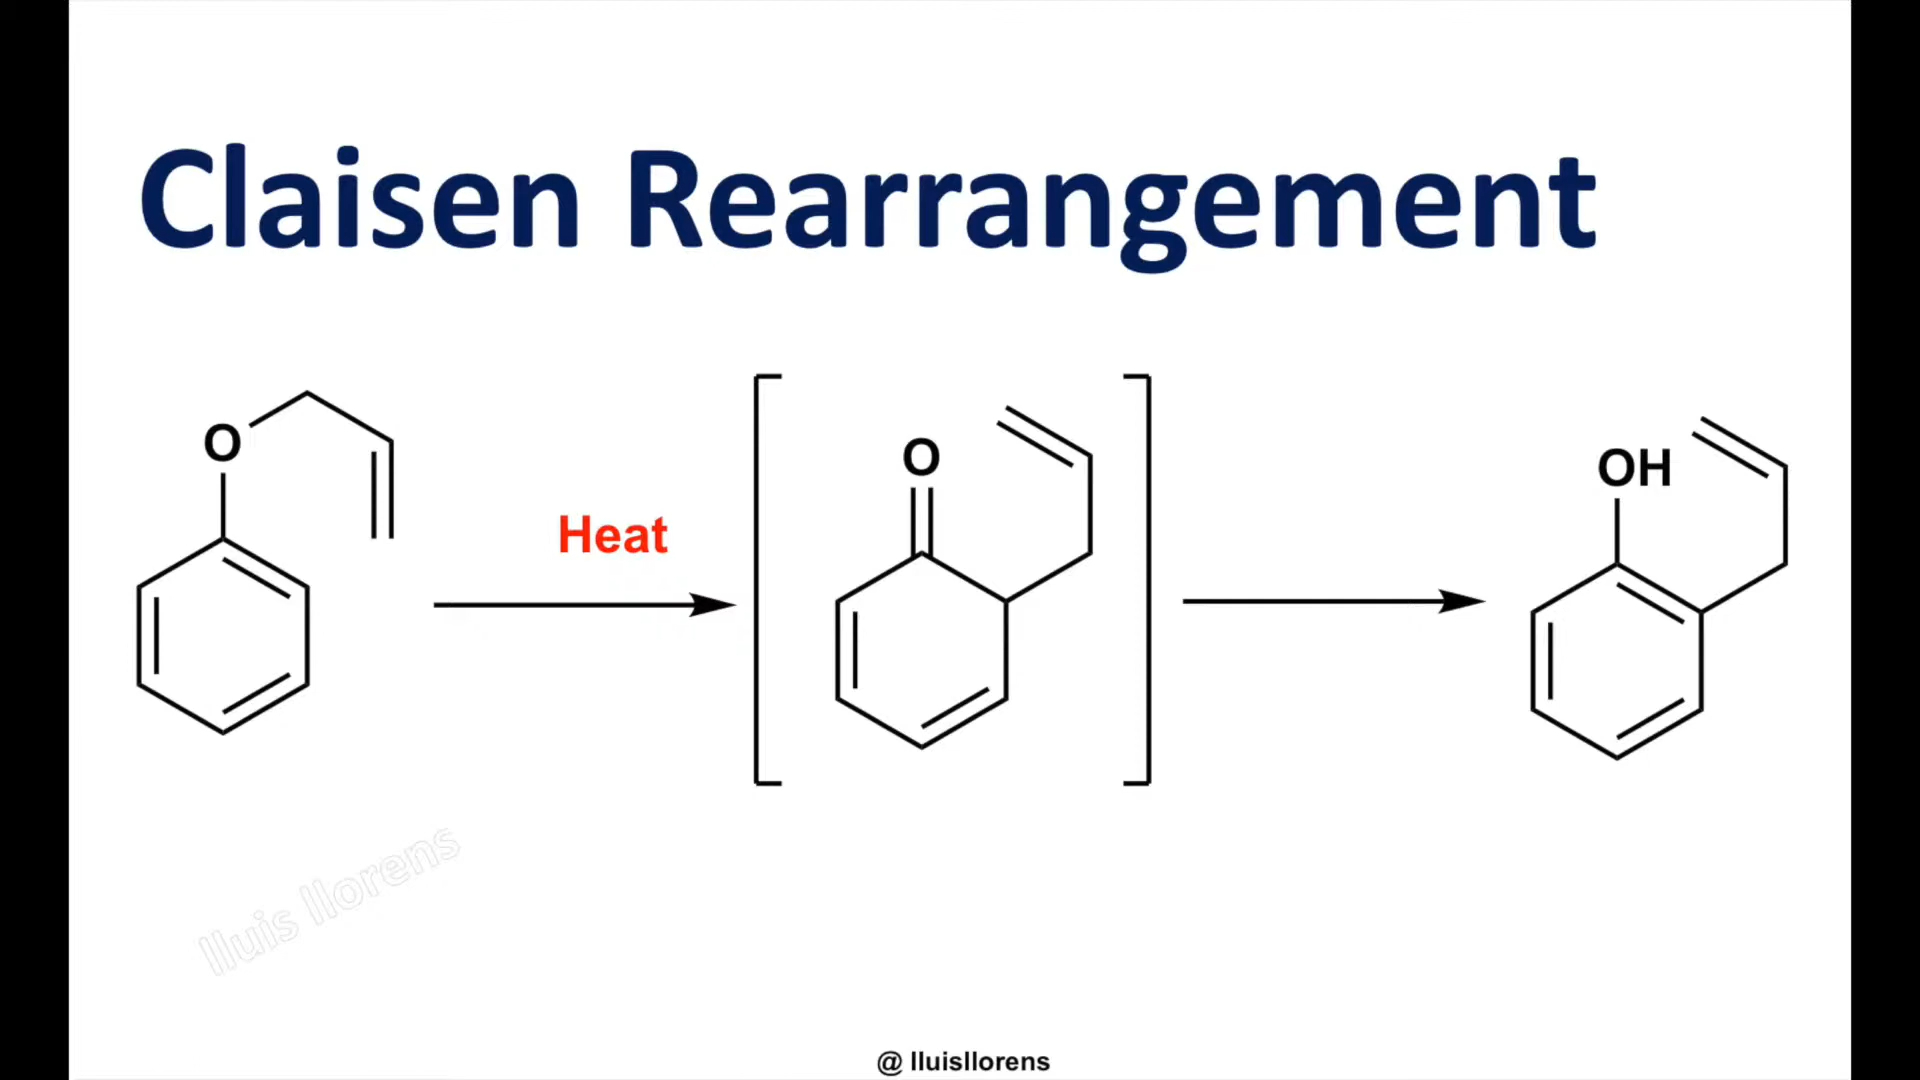 Claisen Rearrangement
O
Heat
O
OH
lluis llorens
@ lluisllorens